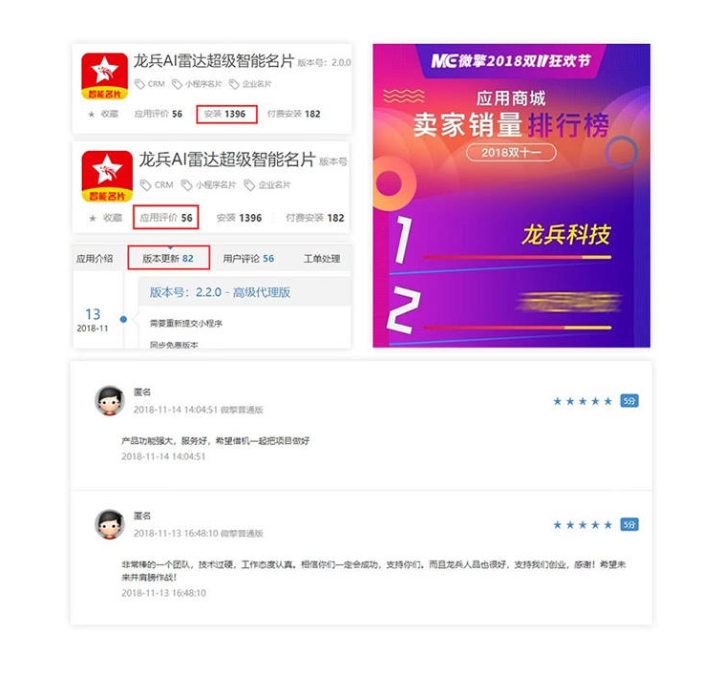 龙兵AI雷达超级智能名片 版本号：2.0.0
CRM 小程序名片 企业名片
智能名片
★ 收藏 应用评价 56 安装 1396 付费安装 182
龙兵AI雷达超级智能名片 版本号
CRM 小程序名片 企业名片
智能名片
★ 收藏 应用评价 56 安装 1396 付费安装 182
应用介绍 版本更新 82 用户评论 56 工单处理
版本号：2.2.0 - 高级代理版
13
2018-11
需要重新提交小程序
同步免费版本
微擎2018双11狂欢节
应用商城
卖家销量排行榜
2018双十一
1
龙兵科技
2
匿名
2018-11-14 14:04:51 微擎普通版
★ ★ ★ ★ ★ 5分
产品功能强大，服务好，希望借机一起把项目做好
2018-11-14 14:04:51
匿名
2018-11-13 16:48:10 微擎普通版
★ ★ ★ ★ ★ 5分
非常棒的一个团队，技术过硬，工作态度认真。相信你们一定会成功，支持你们。而且龙兵人品也很好，支持我们创业，感谢！希望未
来并肩膀作战！
2018-11-13 16:48:10